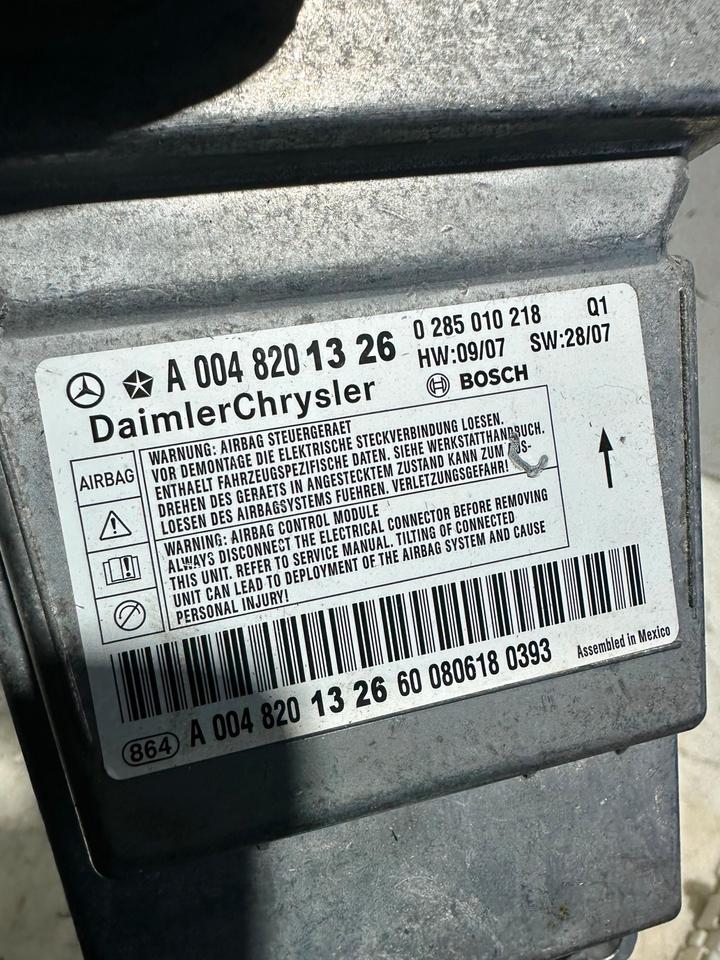 A 004 820 13 26 0 285 010 218 Q1
HW:09/07 SW:28/07
DaimlerChrysler BOSCH
AIRBAG
WARNUNG: AIRBAG STEUERGERAET
VOR DEMONTAGE DIE ELEKTRISCHE STECKVERBINDUNG LOESEN.
ENTHAELT FAHRZEUGSPEZIFISCHE DATEN. SIEHE WERKSTATTHANDBUCH.
DREHEN DES GERAETS IN ANGESTECKTEM ZUSTAND KANN ZUM AUS-
LOESEN DES AIRBAGSYSTEMS FUEHREN. VERLETZUNGSGEFAHR!
WARNING: AIRBAG CONTROL MODULE
ALWAYS DISCONNECT THE ELECTRICAL CONNECTOR BEFORE REMOVING
THIS UNIT. REFER TO SERVICE MANUAL. TILTING OF CONNECTED
UNIT CAN LEAD TO DEPLOYMENT OF THE AIRBAG SYSTEM AND CAUSE
PERSONAL INJURY!
864 A 004 820 13 26 60 080618 0393 Assembled in Mexico